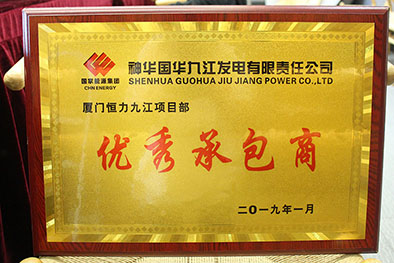 国家能源集团
CHN ENERGY
神华国华九江发电有限责任公司
SHENHUA GUOHUA JIU JIANG POWER CO.,LTD
厦门恒力九江项目部
优秀承包商
二〇一九年一月